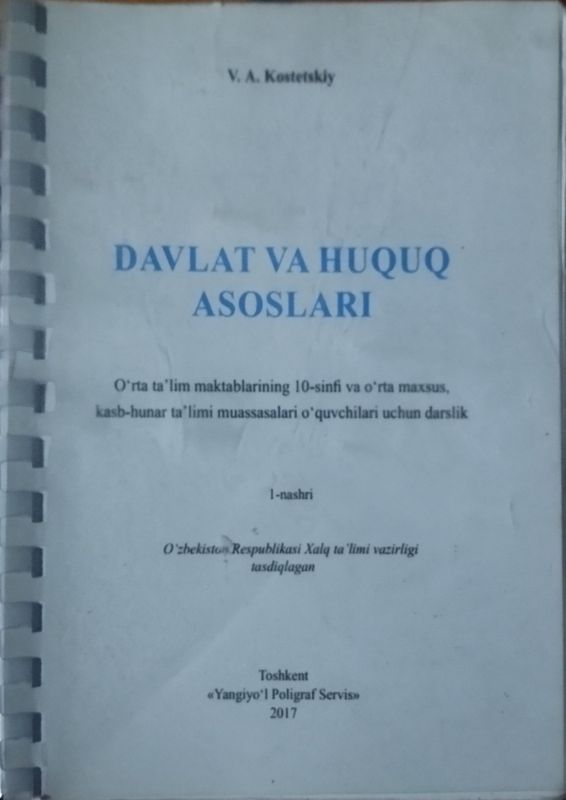 V. A. Kostetskiy
DAVLAT VA HUQUQ
ASOSLARI
O‘rta ta’lim maktablarining 10-sinfi va o‘rta maxsus,
kasb-hunar ta’limi muassasalari o‘quvchilari uchun darslik
1-nashri
O‘zbekiston Respublikasi Xalq ta’limi vazirligi
tasdiqlagan
Toshkent
«Yangiyo‘l Poligraf Servis»
2017